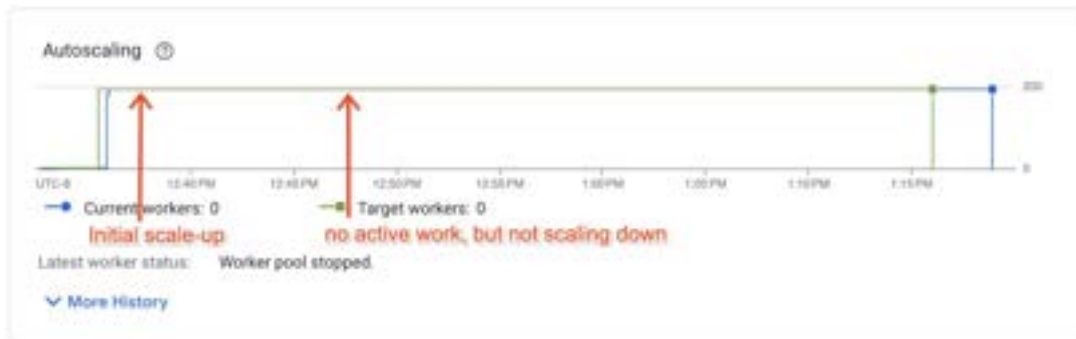 Autoscaling
UTC-8 12:40 PM 12:45 PM 12:50 PM 12:55 PM 1:00 PM 1:05 PM 1:10 PM 1:15 PM 0
Current workers: 0 Target workers: 0
Initial scale-up no active work, but not scaling down
Latest worker status: Worker pool stopped.
More History